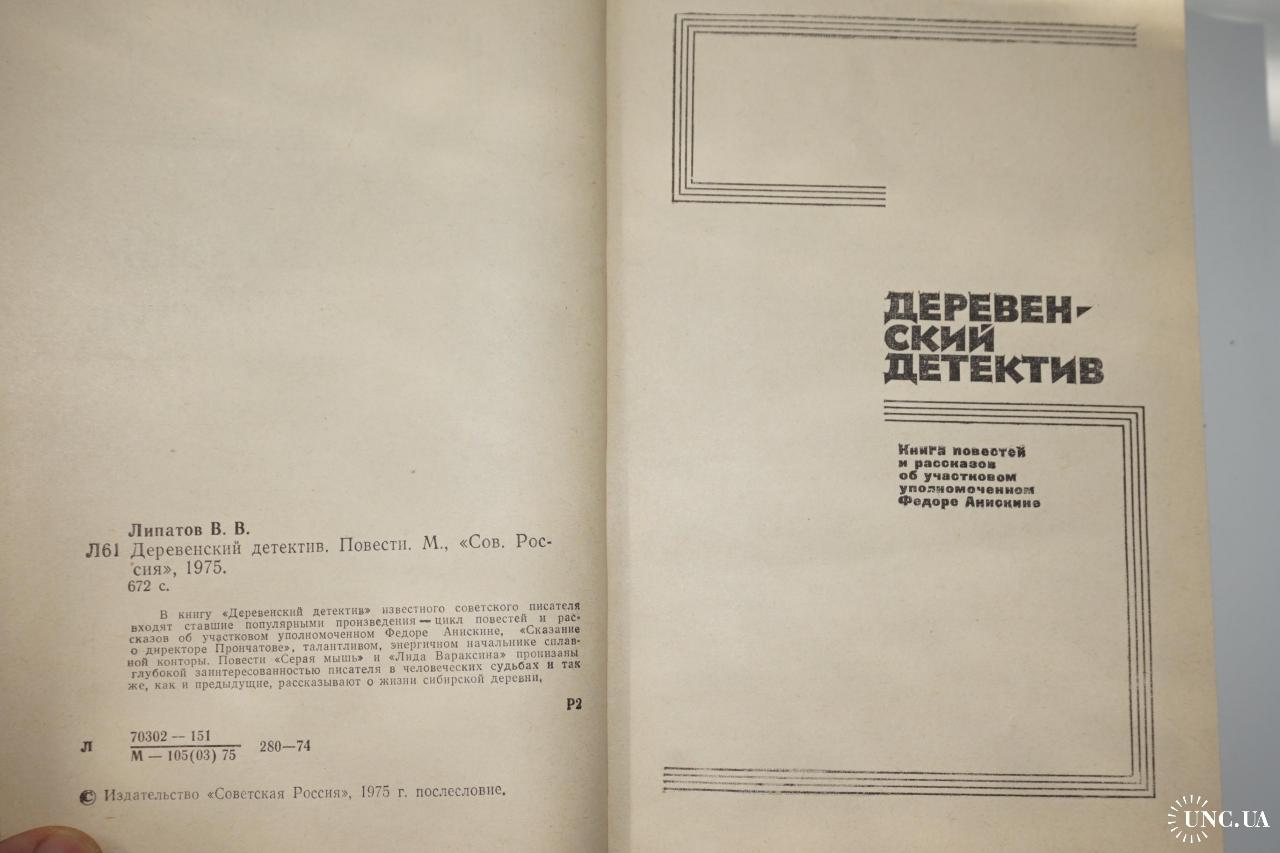 Липатов В. В.
Л61 Деревенский детектив. Повести. М., «Сов. Рос-
сия», 1975.
672 с.
В книгу «Деревенский детектив» известного советского писателя
входят ставшие популярными произведения — цикл повестей и рас-
сказов об участковом уполномоченном Федоре Анискине, «Сказание
о директоре Прончатове», талантливом, энергичном начальнике сплав-
ной конторы. Повести «Серая мышь» и «Лида Вараксина» пронизаны
глубокой заинтересованностью писателя в человеческих судьбах и так
же, как и предыдущие, рассказывают о жизни сибирской деревни,
Р2
70302 — 151
Л М — 105(03) 75 280—74
© Издательство «Советская Россия», 1975 г. послесловие.
ДЕРЕВЕН-
СКИЙ
ДЕТЕКТИВ
Книга повестей
и рассказов
об участковом
уполномоченном
Федоре Анискине
UNC.UA